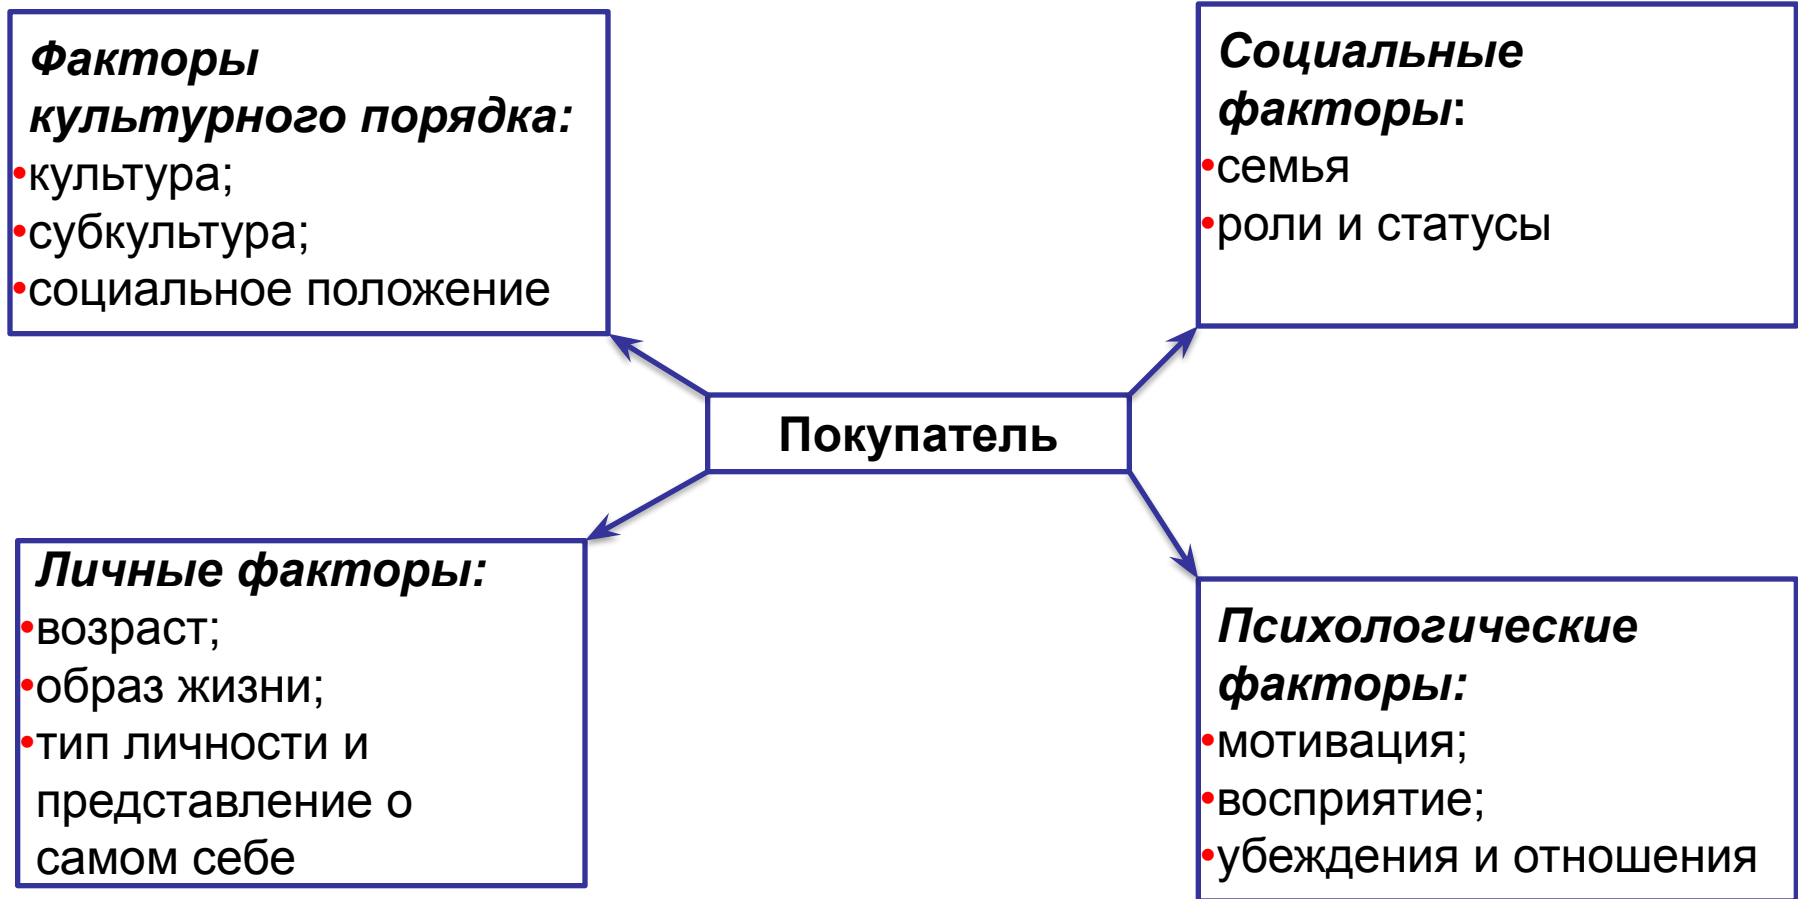 Факторы
культурного порядка:
•культура;
•субкультура;
•социальное положение
Социальные
факторы:
•семья
•роли и статусы
Покупатель
Личные факторы:
•возраст;
•образ жизни;
•тип личности и
представление о
самом себе
Психологические
факторы:
•мотивация;
•восприятие;
•убеждения и отношения